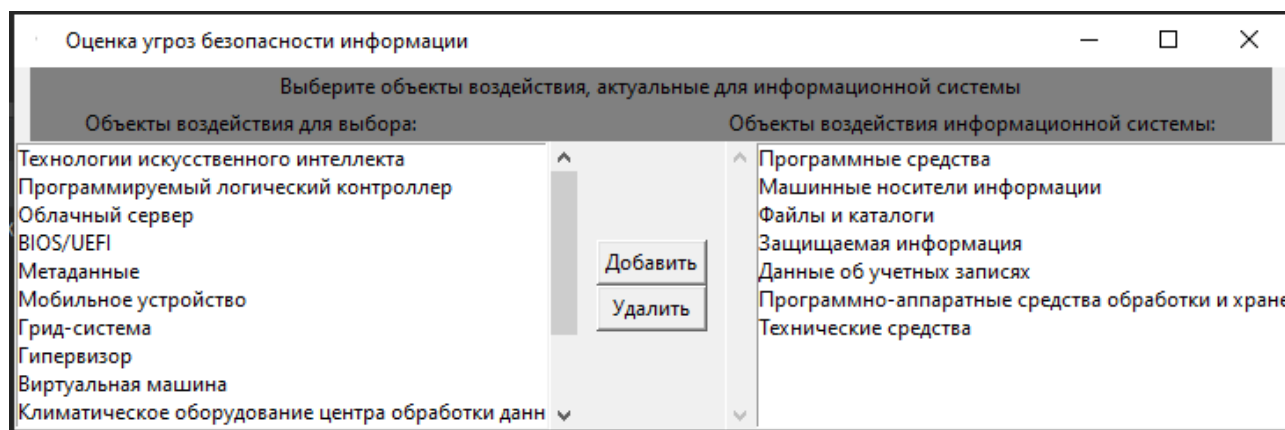 Оценка угроз безопасности информации
Выберите объекты воздействия, актуальные для информационной системы
Объекты воздействия для выбора:
Объекты воздействия информационной системы:
Технологии искусственного интеллекта
Программируемый логический контроллер
Облачный сервер
BIOS/UEFI
Метаданные
Мобильное устройство
Грид-система
Гипервизор
Виртуальная машина
Климатическое оборудование центра обработки данн
Добавить
Удалить
Программные средства
Машинные носители информации
Файлы и каталоги
Защищаемая информация
Данные об учетных записях
Программно-аппаратные средства обработки и хране
Технические средства